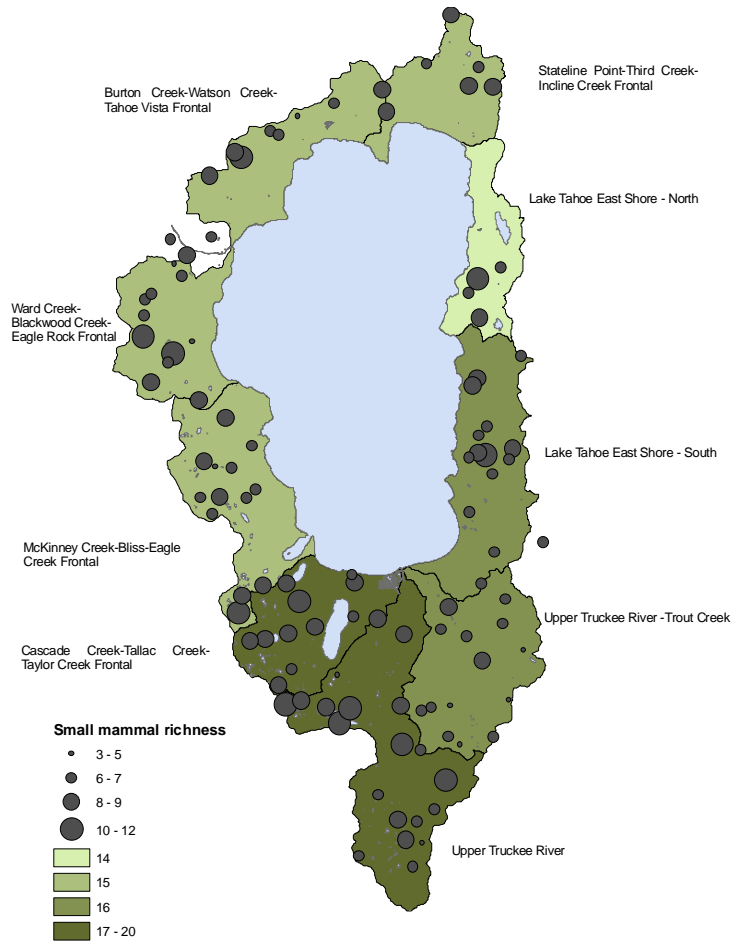 Stateline Point-Third Creek-
Incline Creek Frontal
Burton Creek-Watson Creek-
Tahoe Vista Frontal
Lake Tahoe East Shore - North
Ward Creek-
Blackwood Creek-
Eagle Rock Frontal
Lake Tahoe East Shore - South
McKinney Creek-Bliss-Eagle
Creek Frontal
Upper Truckee River -Trout Creek
Cascade Creek-Tallac Creek-
Taylor Creek Frontal
Small mammal richness
3 - 5
6 - 7
8 - 9
10 - 12
14
15
16
17 - 20
Upper Truckee River